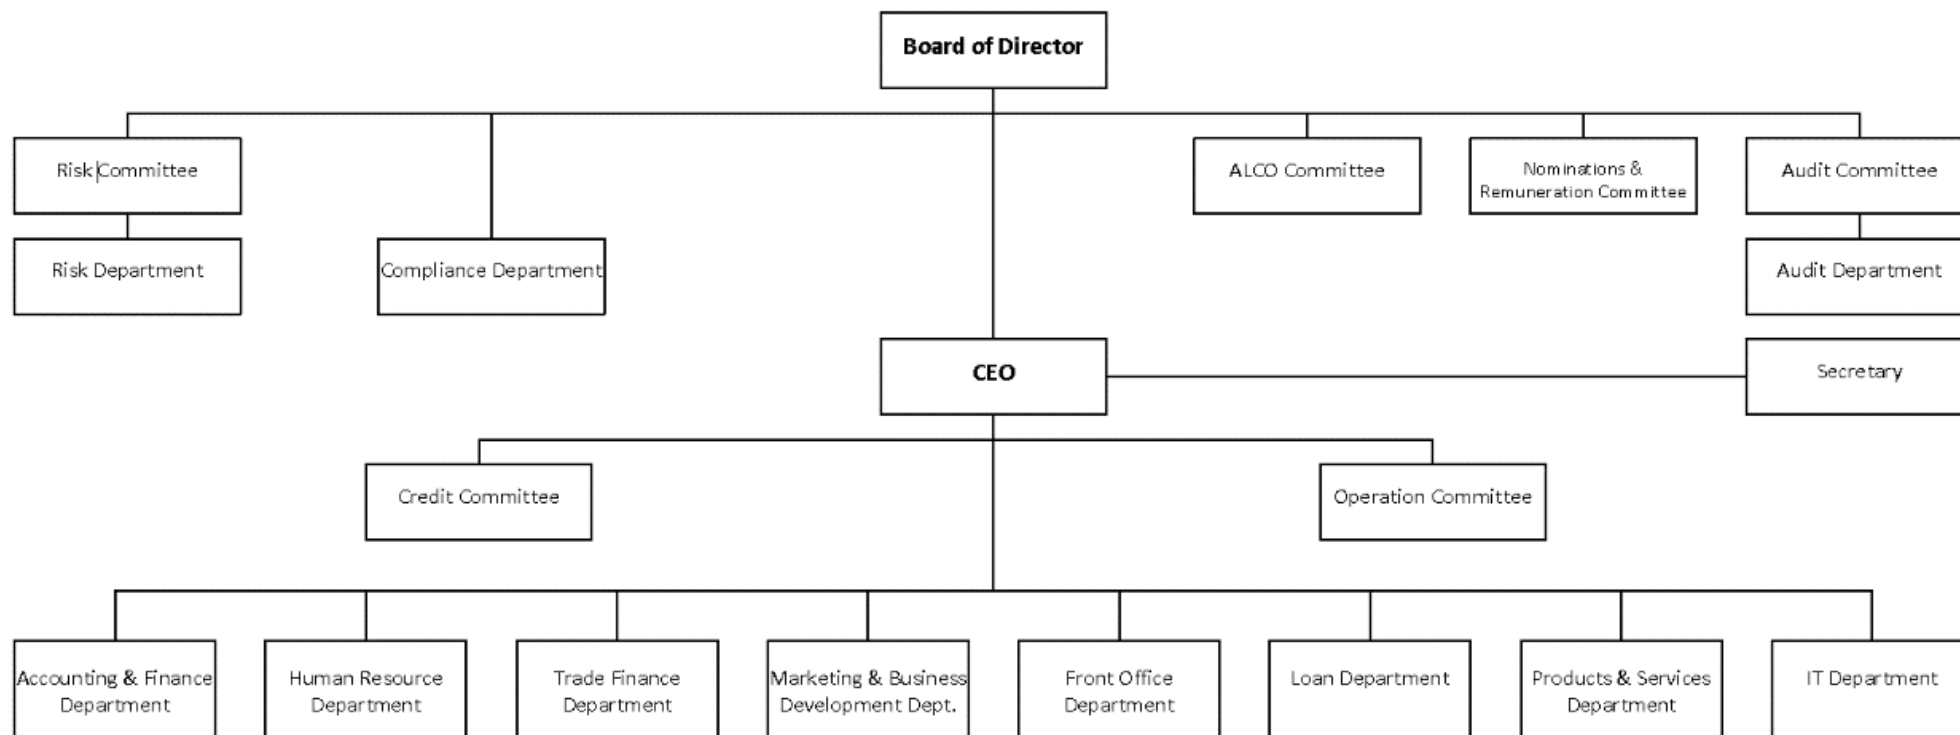 Board of Director
Risk Committee
ALCO Committee
Nominations &
Remuneration Committee
Audit Committee
Risk Department
Compliance Department
Audit Department
CEO
Secretary
Credit Committee
Operation Committee
Accounting & Finance
Department
Human Resource
Department
Trade Finance
Department
Marketing & Business
Development Dept.
Front Office
Department
Loan Department
Products & Services
Department
IT Department